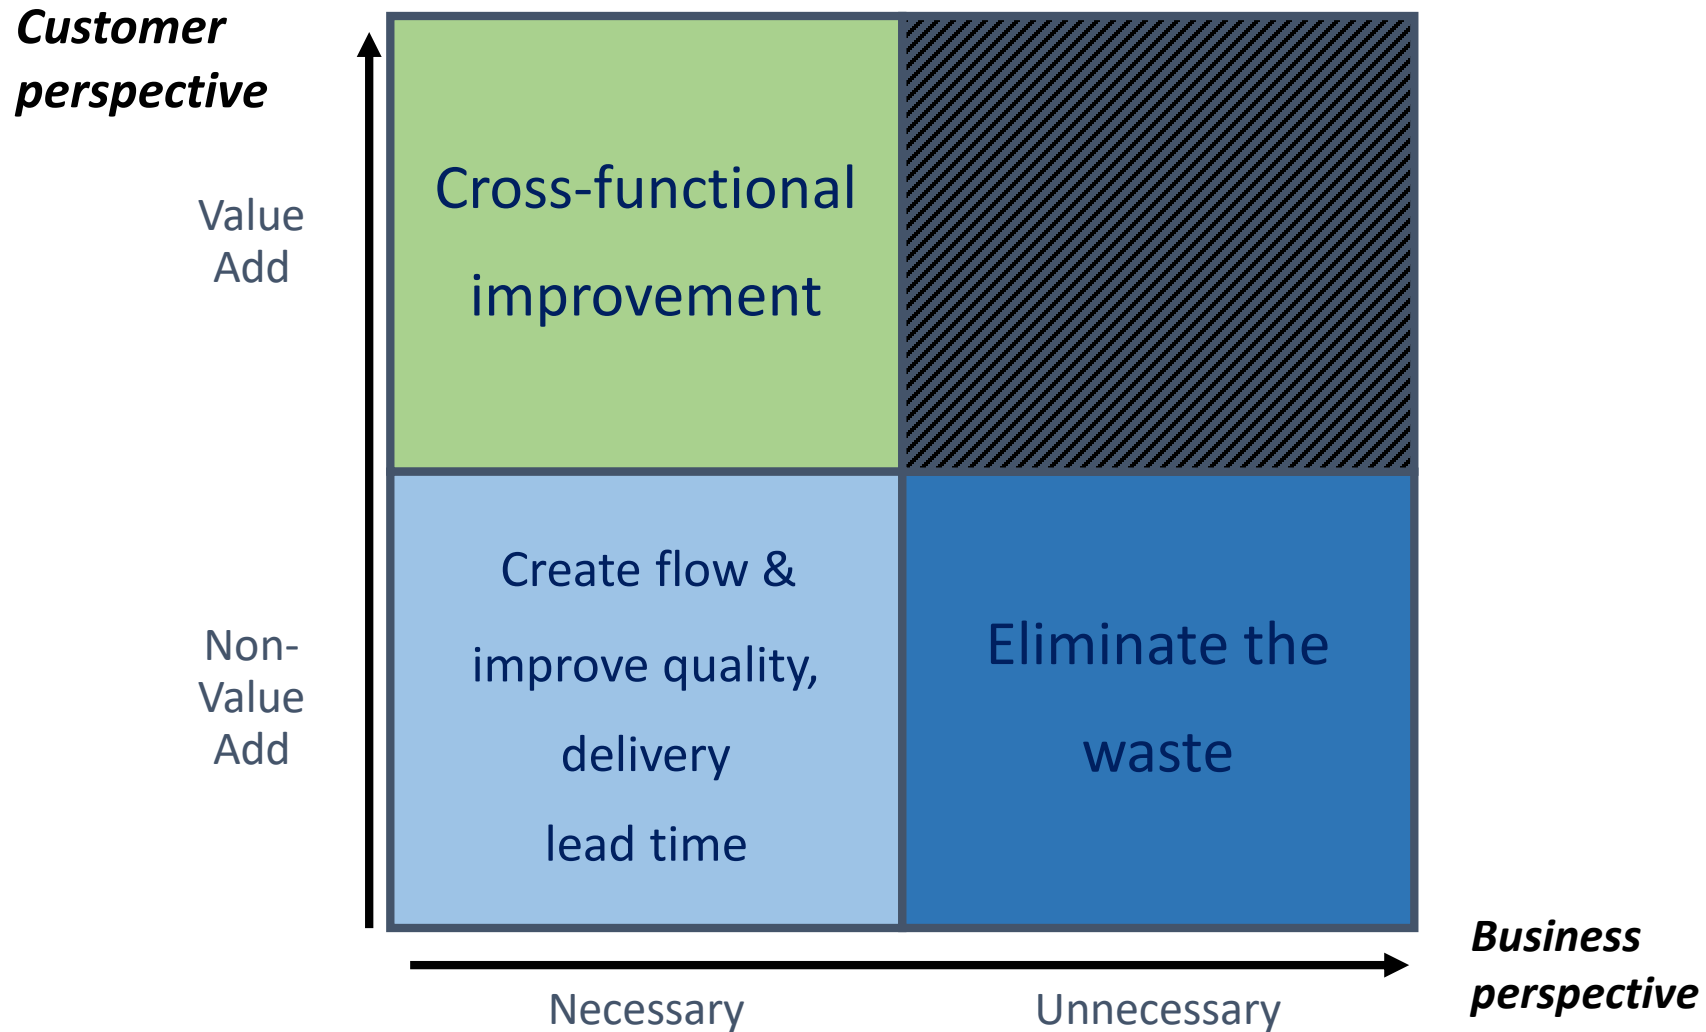 Customer
perspective
Value
Add
Cross-functional
improvement
Non-
Value
Add
Create flow &
improve quality,
delivery
lead time
Eliminate the
waste
Business
perspective
Necessary
Unnecessary